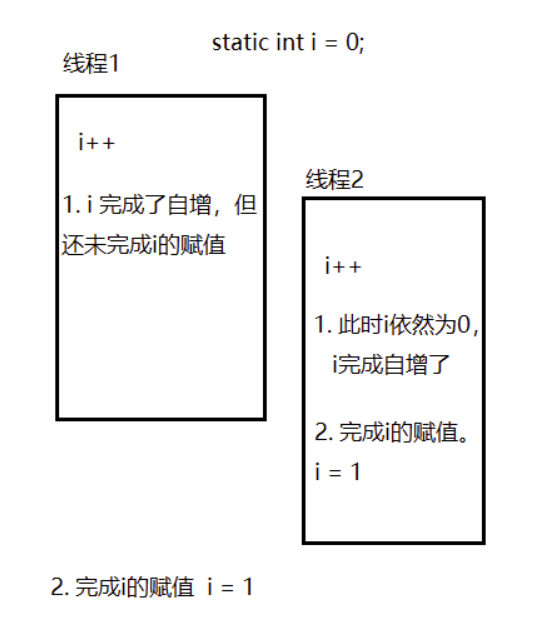 static int i = 0;
线程1
i++
1. i 完成了自增，但
还未完成i的赋值
线程2
i++
1. 此时i依然为0，
i完成自增了
2. 完成i的赋值。
i = 1
2. 完成i的赋值 i = 1